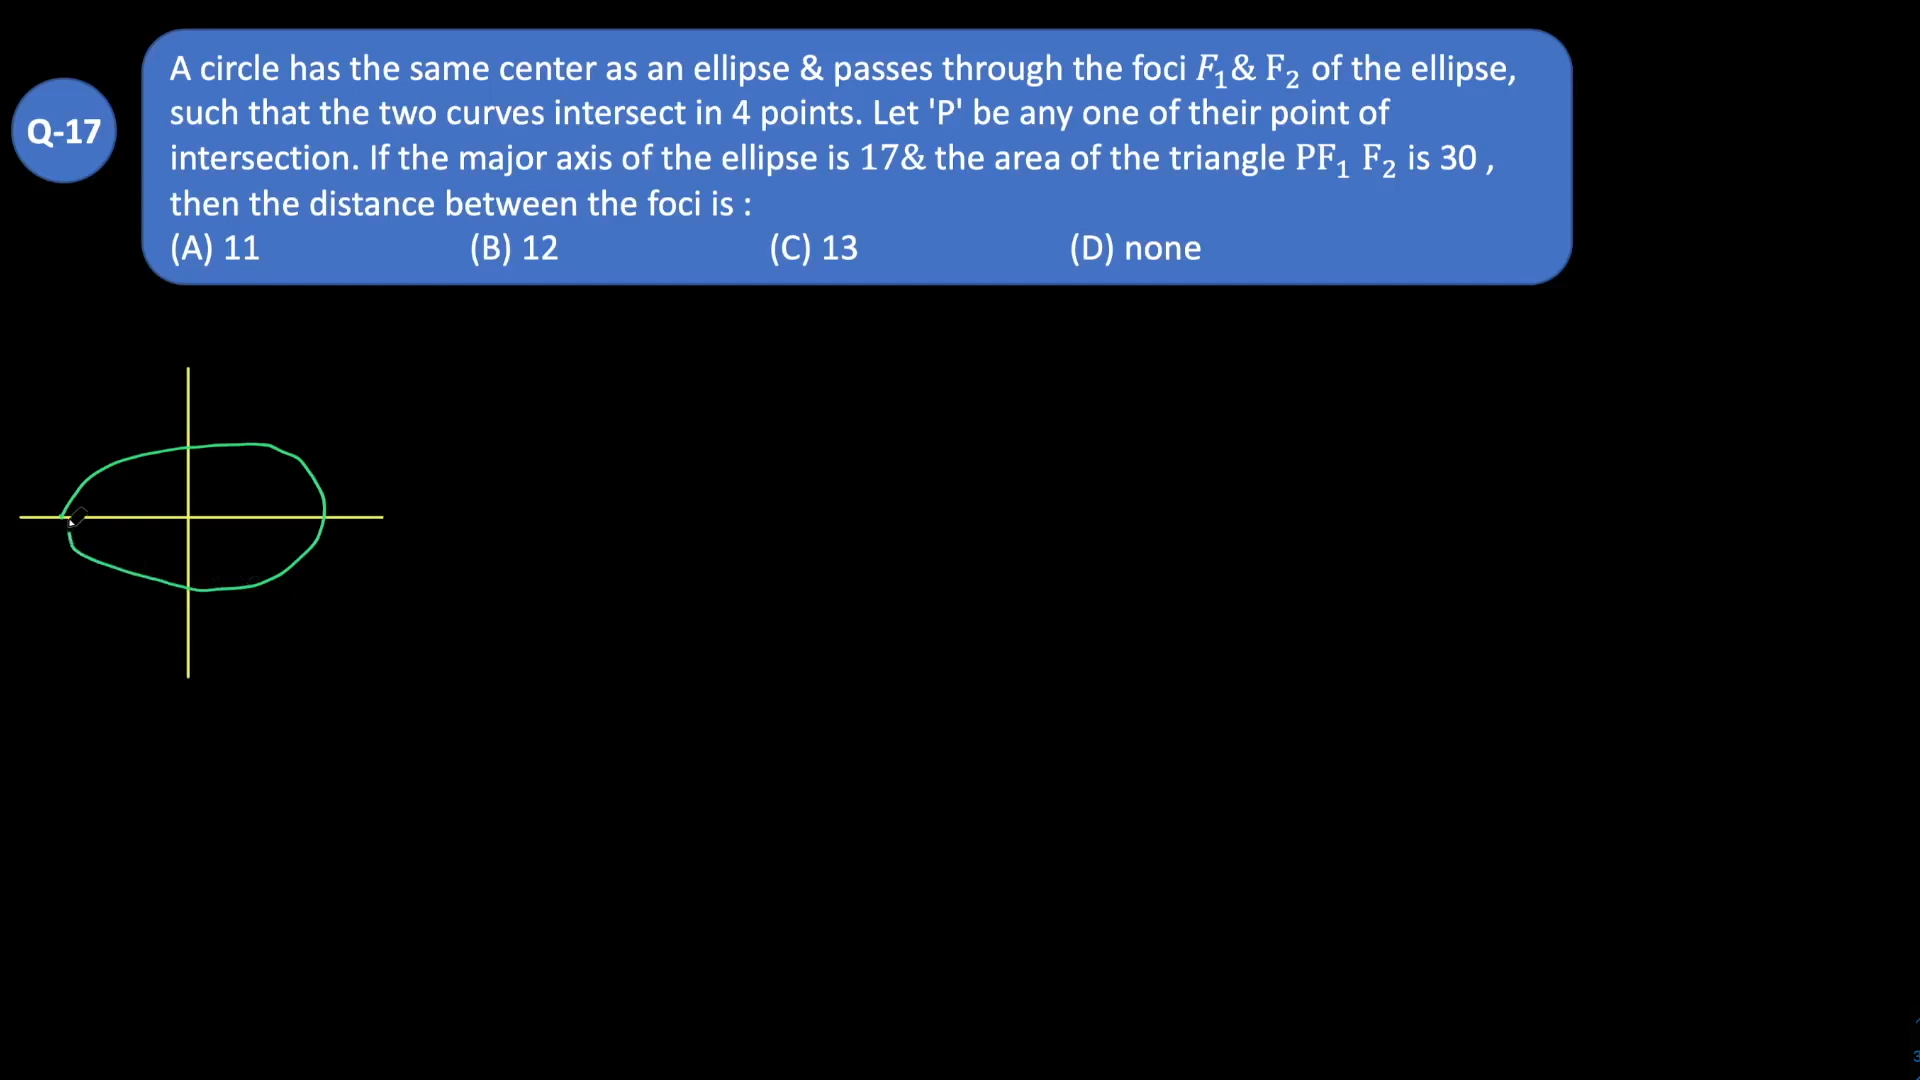 Q-17
A circle has the same center as an ellipse & passes through the foci F₁& F₂ of the ellipse,
such that the two curves intersect in 4 points. Let 'P' be any one of their point of
intersection. If the major axis of the ellipse is 17& the area of the triangle PF₁ F₂ is 30 ,
then the distance between the foci is :
(A) 11 (B) 12 (C) 13 (D) none